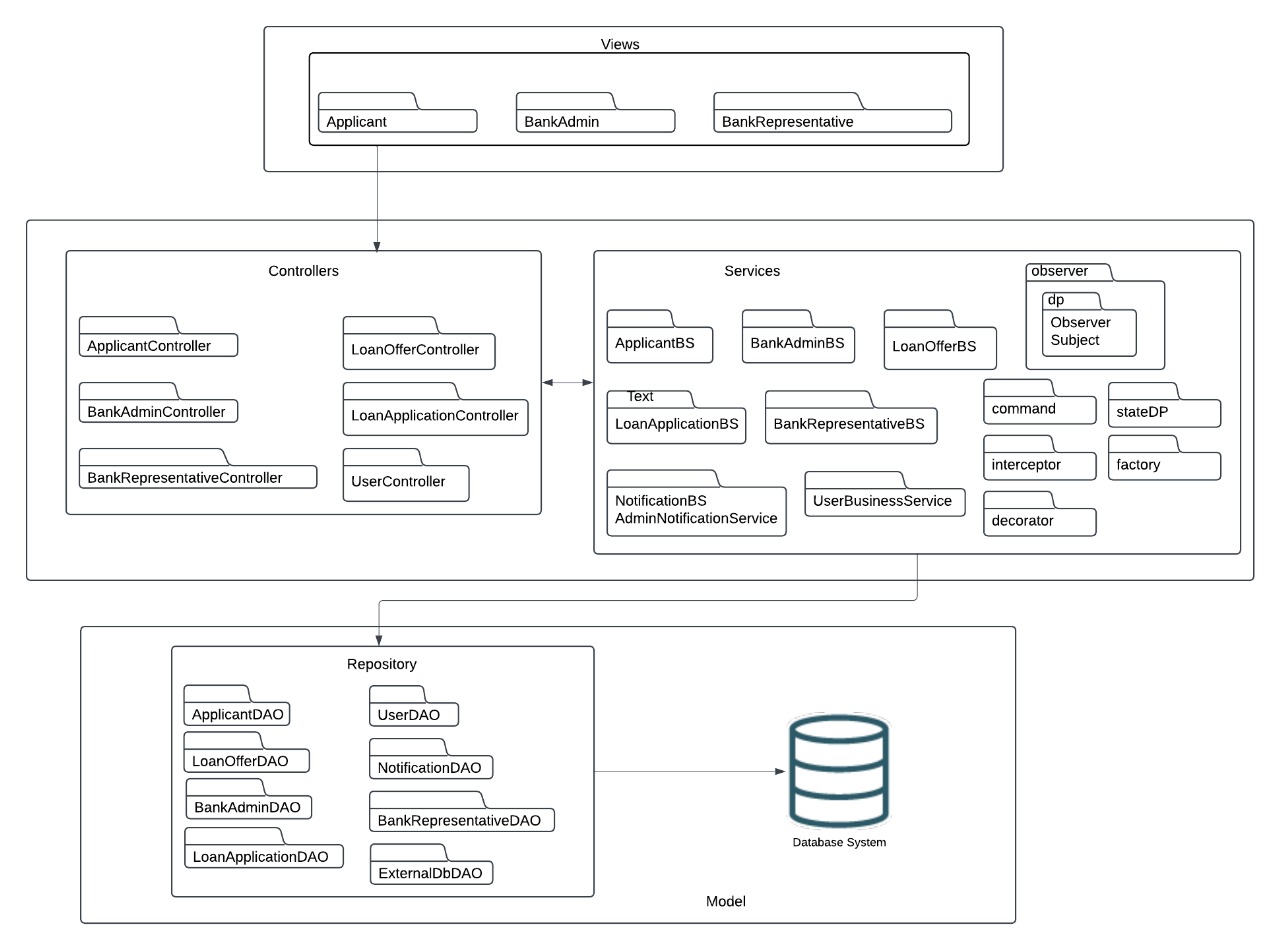 Views
Applicant
BankAdmin
BankRepresentative
Controllers
ApplicantController
LoanOfferController
BankAdminController
LoanApplicationController
BankRepresentativeController
UserController
Services
observer
dp
Observer
Subject
ApplicantBS
BankAdminBS
LoanOfferBS
Text
LoanApplicationBS
BankRepresentativeBS
command
stateDP
interceptor
factory
NotificationBS
AdminNotificationService
UserBusinessService
decorator
Repository
ApplicantDAO
UserDAO
LoanOfferDAO
NotificationDAO
BankAdminDAO
BankRepresentativeDAO
LoanApplicationDAO
ExternalDbDAO
Database System
Model